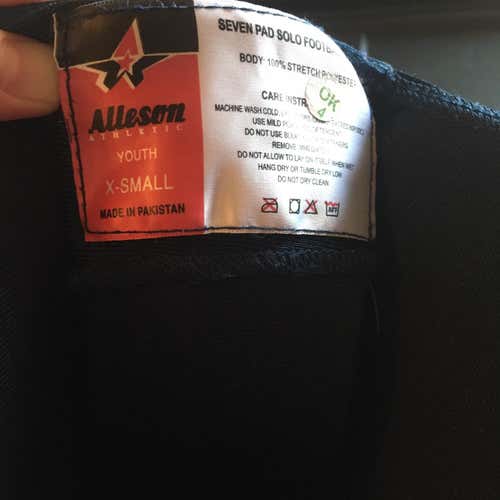 Alleson
ATHLETIC
YOUTH
X-SMALL
MADE IN PAKISTAN
SEVEN PAD SOLO FOOTB
BODY: 100% STRETCH POLYESTER
CARE INSTR
MACHINE WASH COLD,
USE MILD
DO NOT USE
REMOVE
DO NOT ALLOW TO LAY ON ITSELF WHEN WET
HANG DRY OR TUMBLE DRY LOW
DO NOT DRY CLEAN
OK